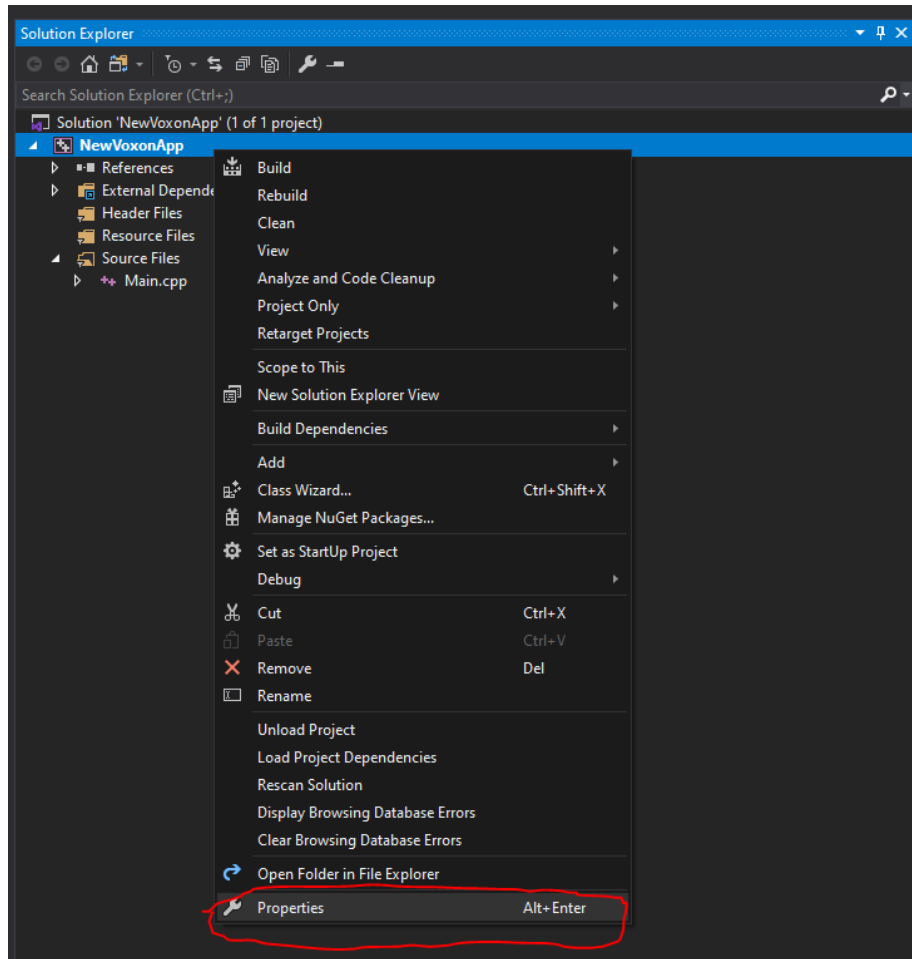 Solution Explorer
Search Solution Explorer (Ctrl+;)
Solution 'NewVoxonApp' (1 of 1 project)
NewVoxonApp
References
External Depende
Header Files
Resource Files
Source Files
Main.cpp
Build
Rebuild
Clean
View
Analyze and Code Cleanup
Project Only
Retarget Projects
Scope to This
New Solution Explorer View
Build Dependencies
Add
Class Wizard... Ctrl+Shift+X
Manage NuGet Packages...
Set as StartUp Project
Debug
Cut Ctrl+X
Paste Ctrl+V
Remove Del
Rename
Unload Project
Load Project Dependencies
Rescan Solution
Display Browsing Database Errors
Clear Browsing Database Errors
Open Folder in File Explorer
Properties Alt+Enter